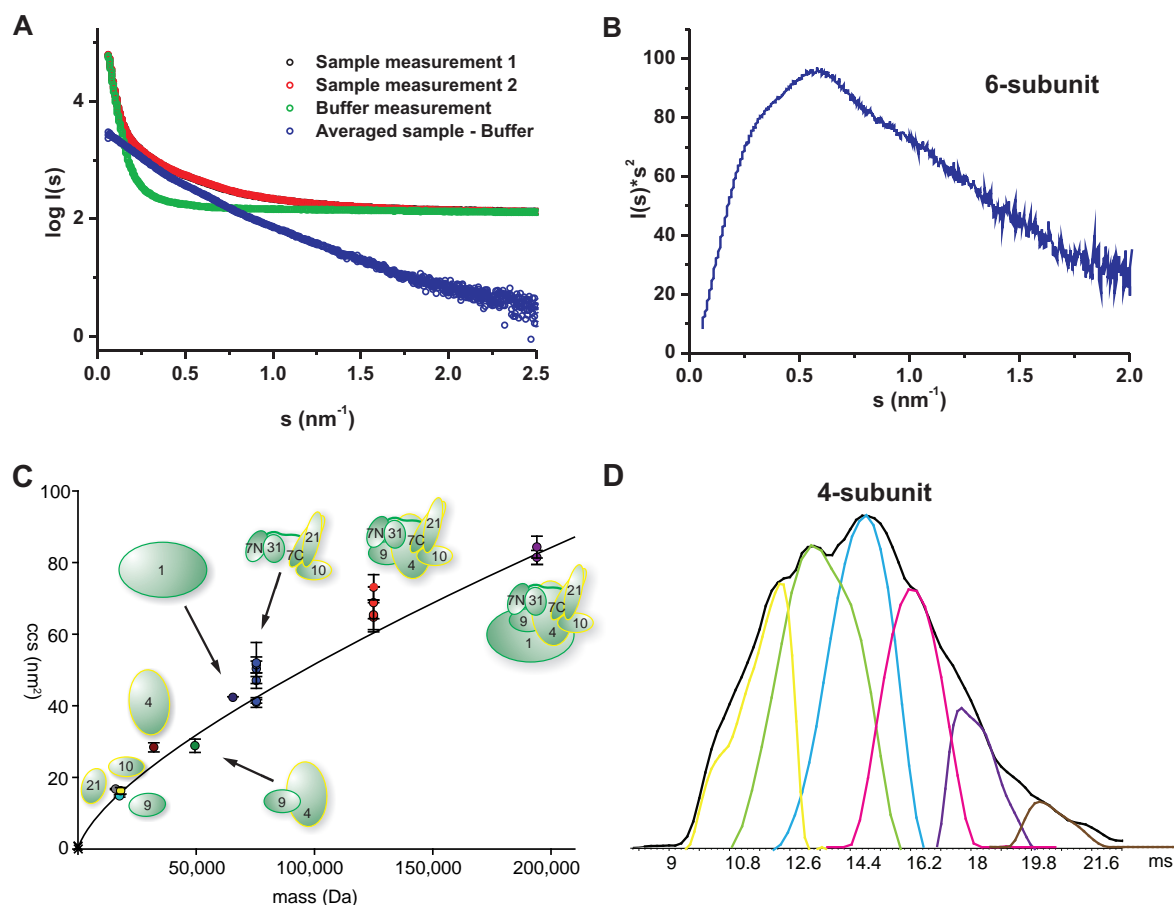 A
log I(s)
4
2
0
0.0 0.5 1.0 1.5 2.0 2.5
s (nm-1)
Sample measurement 1
Sample measurement 2
Buffer measurement
Averaged sample - Buffer
B
6-subunit
I(s)*s2
100
80
60
40
20
0
0.0 0.5 1.0 1.5 2.0
s (nm-1)
C
ccs (nm2)
100
80
60
40
20
0
50,000 100,000 150,000 200,000
mass (Da)
1
7N 31 7C 21 10
7N 31 9 7C 4 21 10
7N 31 9 1 7C 4 21 10
4
21 10
9
9 4
D
4-subunit
9 10.8 12.6 14.4 16.2 18 19.8 21.6 ms